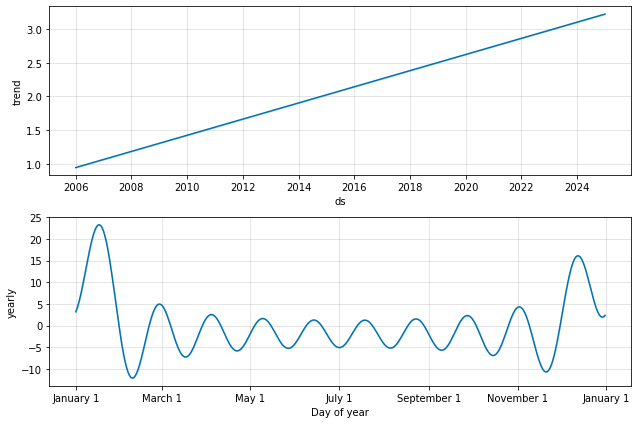 3.0
2.5
2.0
1.5
1.0
trend
2006 2008 2010 2012 2014 2016 2018 2020 2022 2024
ds
25
20
15
10
5
0
−5
−10
yearly
January 1 March 1 May 1 July 1 September 1 November 1 January 1
Day of year